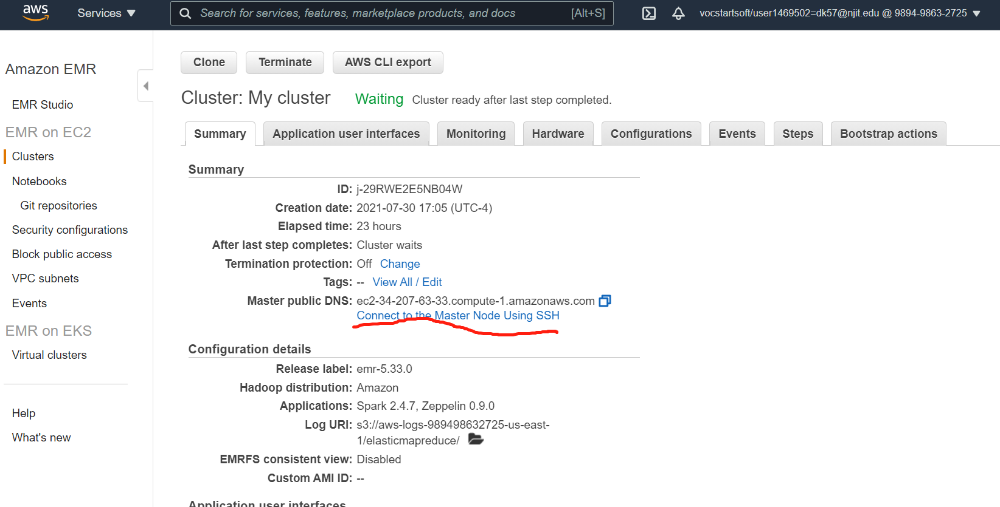 aws Services Search for services, features, marketplace products, and docs [Alt+S] vocstartsoft/user1469502=dk57@njit.edu @ 9894-9863-2725
Amazon EMR
EMR Studio
EMR on EC2
Clusters
Notebooks
Git repositories
Security configurations
Block public access
VPC subnets
Events
EMR on EKS
Virtual clusters
Help
What's new
Clone Terminate AWS CLI export
Cluster: My cluster Waiting Cluster ready after last step completed.
Summary Application user interfaces Monitoring Hardware Configurations Events Steps Bootstrap actions
Summary
ID: j-29RWE2E5NB04W
Creation date: 2021-07-30 17:05 (UTC-4)
Elapsed time: 23 hours
After last step completes: Cluster waits
Termination protection: Off Change
Tags: -- View All / Edit
Master public DNS: ec2-34-207-63-33.compute-1.amazonaws.com
Connect to the Master Node Using SSH
Configuration details
Release label: emr-5.33.0
Hadoop distribution: Amazon
Applications: Spark 2.4.7, Zeppelin 0.9.0
Log URI: s3://aws-logs-989498632725-us-east-
1/elasticmapreduce/
EMRFS consistent view: Disabled
Custom AMI ID: --
Application user interfaces